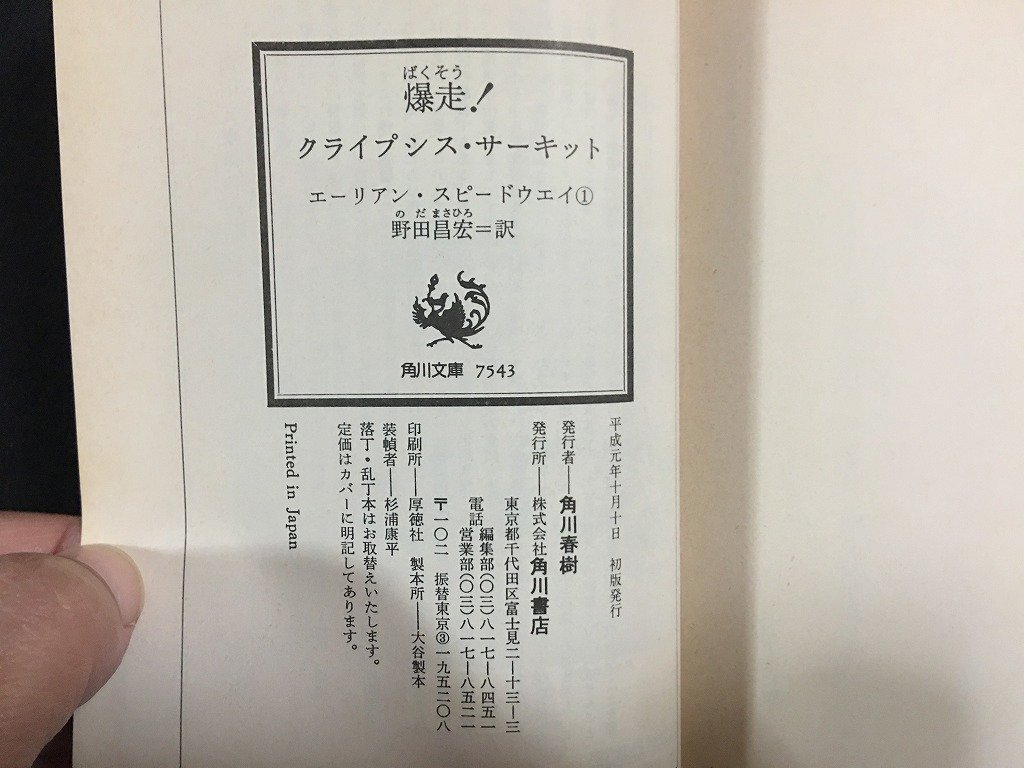 ばくそう
爆走!
クライプシス・サーキット
エーリアン・スピードウエイ①
のだまさひろ
野田昌宏=訳
角川文庫 7543
平成元年十月十日 初版発行
発行者―角川春樹
発行所―株式会社角川書店
東京都千代田区富士見二―十三―三
電話 編集部(〇三)八一七―八四五一
営業部(〇三)八一七―八五二一
〒一〇二 振替東京③一九五二〇八
印刷所―厚徳社 製本所―大谷製本
装幀者―杉浦康平
落丁・乱丁本はお取替えいたします。
定価はカバーに明記してあります。
Printed in Japan